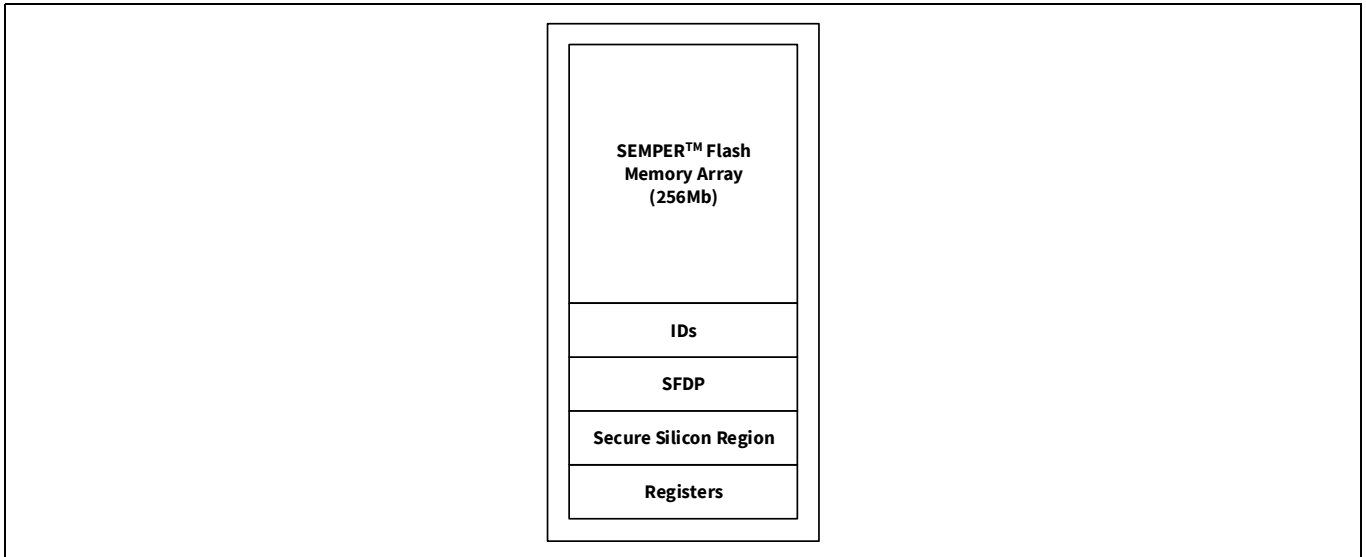 SEMPER™ Flash
Memory Array
(256Mb)
IDs
SFDP
Secure Silicon Region
Registers